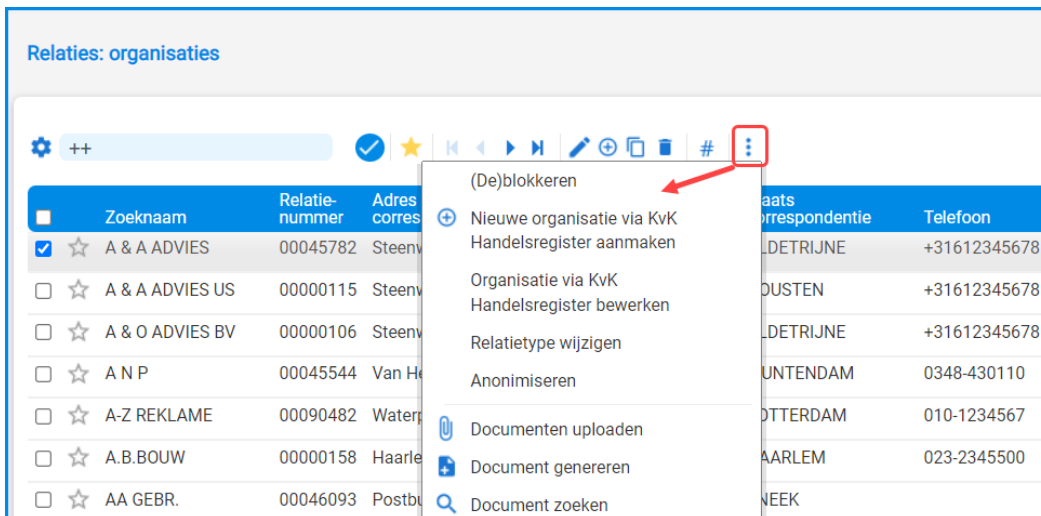 Relaties: organisaties
++
#
(De)blokkeren
Nieuwe organisatie via KvK
Handelsregister aanmaken
Organisatie via KvK
Handelsregister bewerken
Relatietype wijzigen
Anonimiseren
Documenten uploaden
Document genereren
Document zoeken
Zoeknaam Relatie- nummer Adres corres aats orrespondentie Telefoon
A & A ADVIES 00045782 Steenw LDETRIJNE +31612345678
A & A ADVIES US 00000115 Steenw OUSTEN +31612345678
A & O ADVIES BV 00000106 Steenw LDETRIJNE +31612345678
A N P 00045544 Van He UNTENDAM 0348-430110
A-Z REKLAME 00090482 Waterp OTTERDAM 010-1234567
A.B.BOUW 00000158 Haarle AARLEM 023-2345500
AA GEBR. 00046093 Postbu NEEK